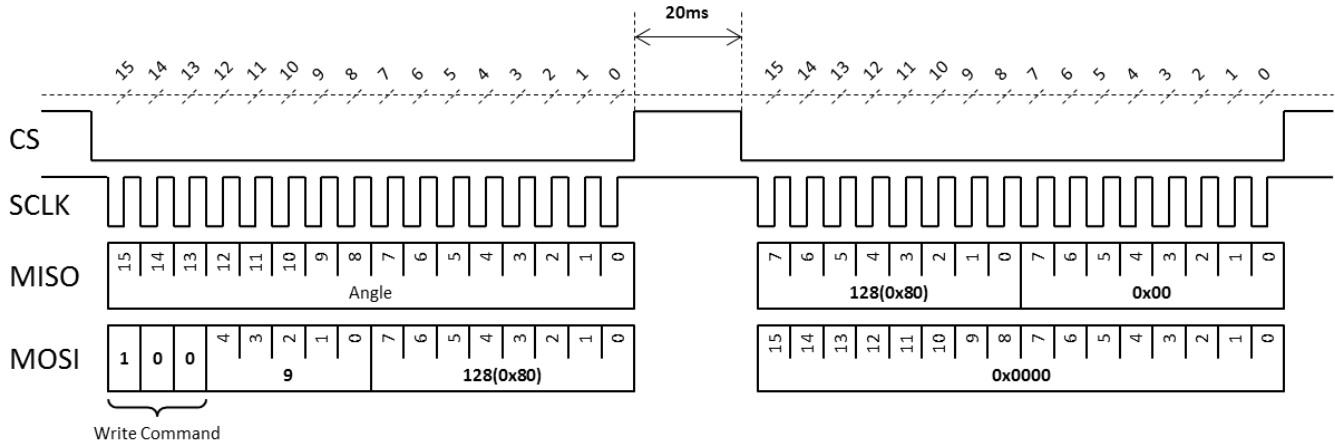 20ms
15 14 13 12 11 10 9 8 7 6 5 4 3 2 1 0 15 14 13 12 11 10 9 8 7 6 5 4 3 2 1 0
CS
SCLK
MISO 15 14 13 12 11 10 9 8 7 6 5 4 3 2 1 0 7 6 5 4 3 2 1 0 7 6 5 4 3 2 1 0
Angle 128(0x80) 0x00
MOSI 1 0 0 4 3 2 1 0 7 6 5 4 3 2 1 0 15 14 13 12 11 10 9 8 7 6 5 4 3 2 1 0
9 128(0x80) 0x0000
Write Command